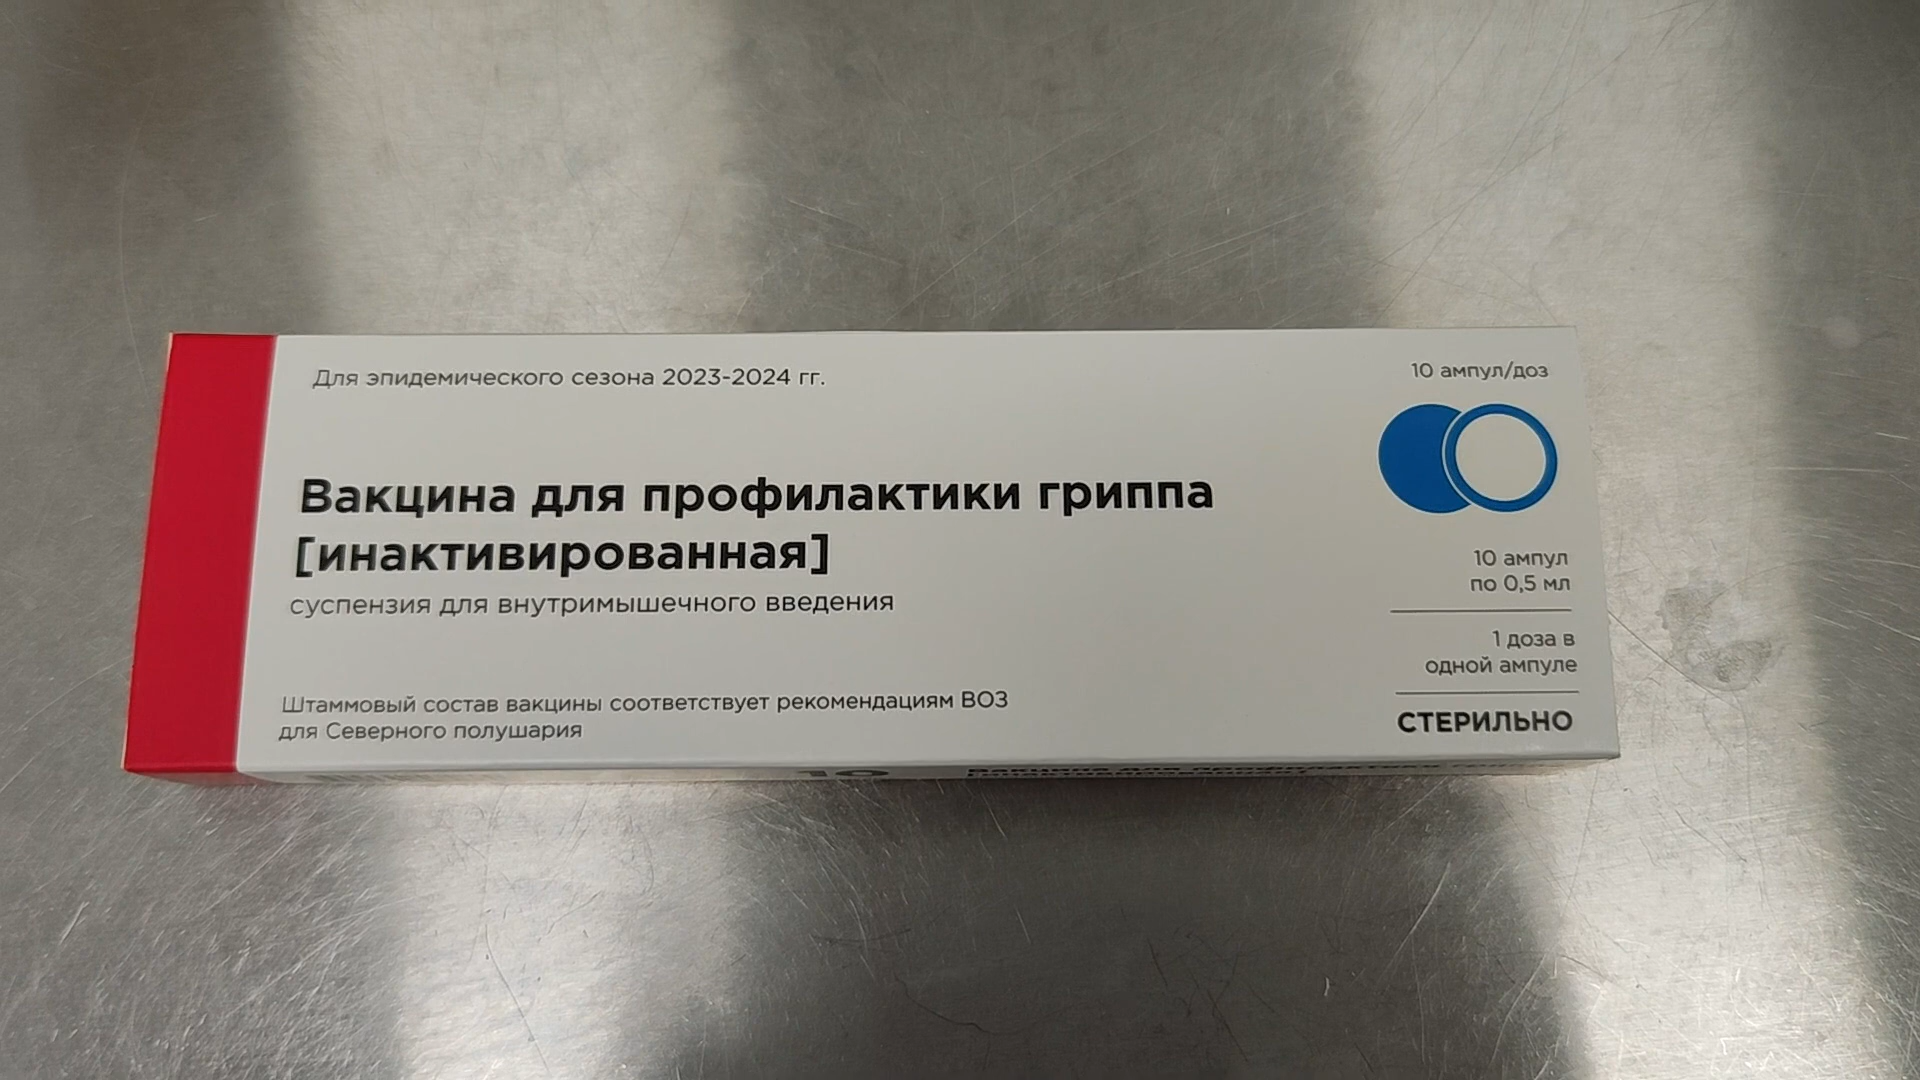 Для эпидемического сезона 2023-2024 гг.
10 ампул/доз
Вакцина для профилактики гриппа
[инактивированная]
суспензия для внутримышечного введения
10 ампул
по 0,5 мл
1 доза в
одной ампуле
СТЕРИЛЬНО
Штаммовый состав вакцины соответствует рекомендациям ВОЗ
для Северного полушария
10